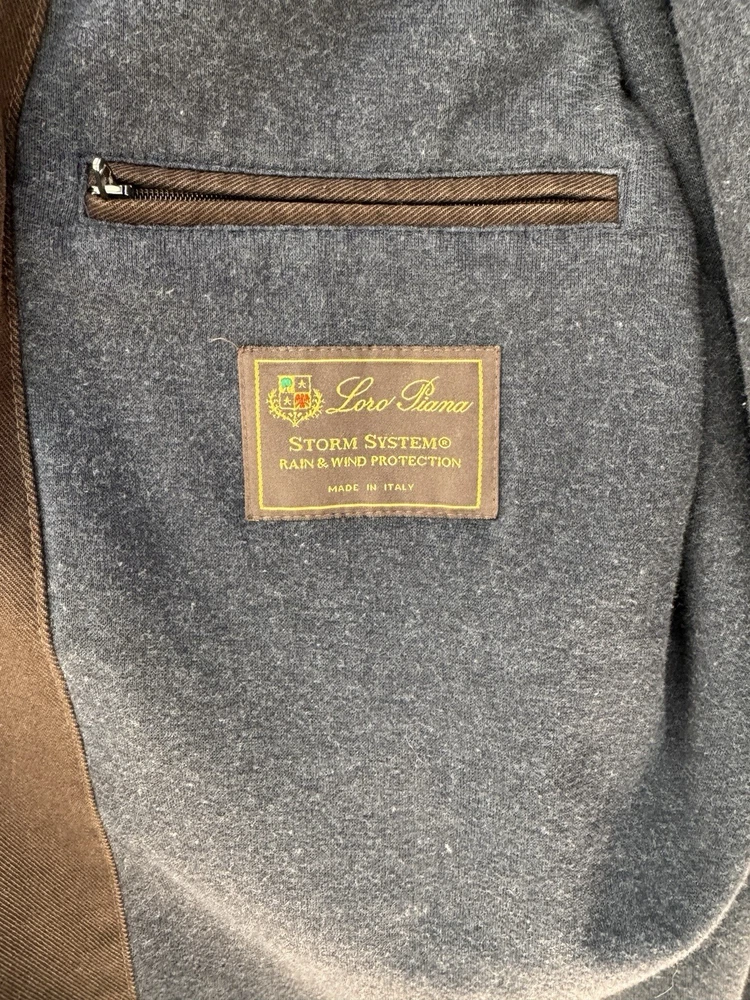 Loro Piana
STORM SYSTEM®
RAIN & WIND PROTECTION
MADE IN ITALY